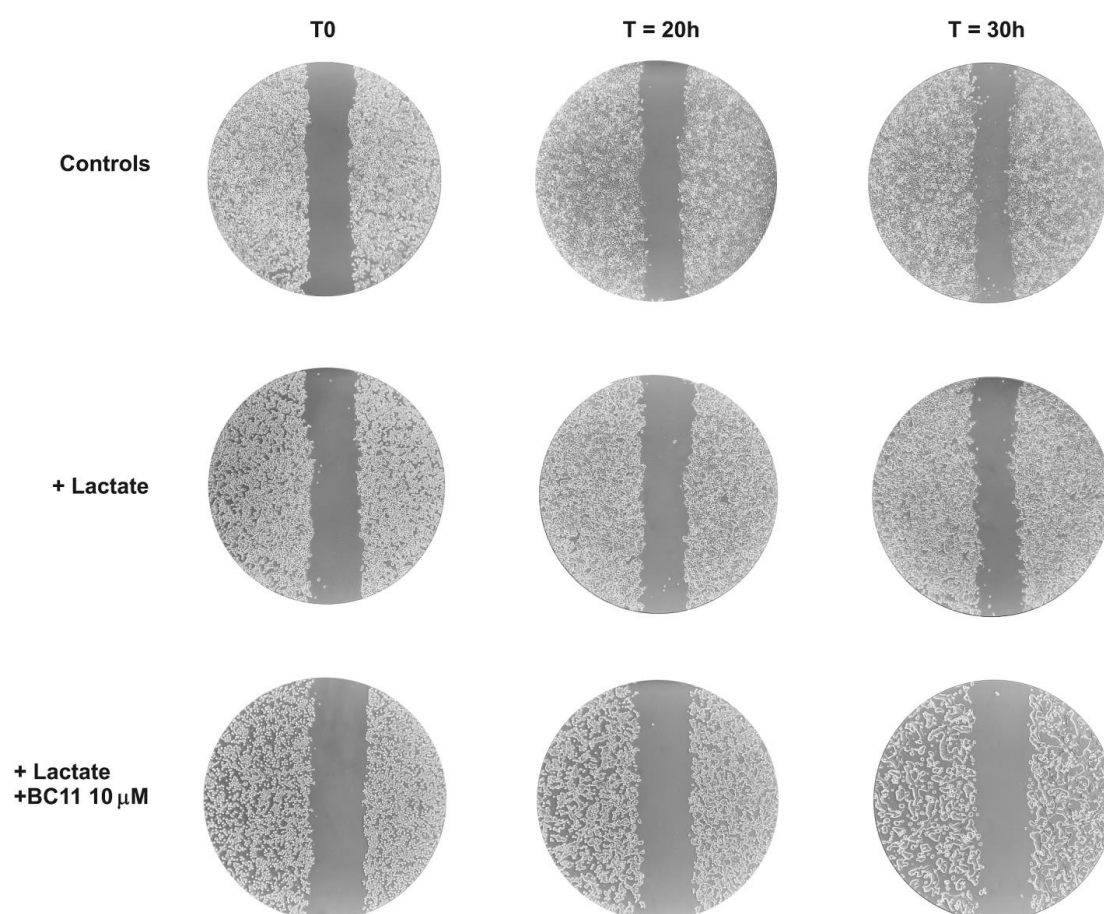 T0
T = 20h
T = 30h
Controls
+ Lactate
+ Lactate
+BC11 10 μM